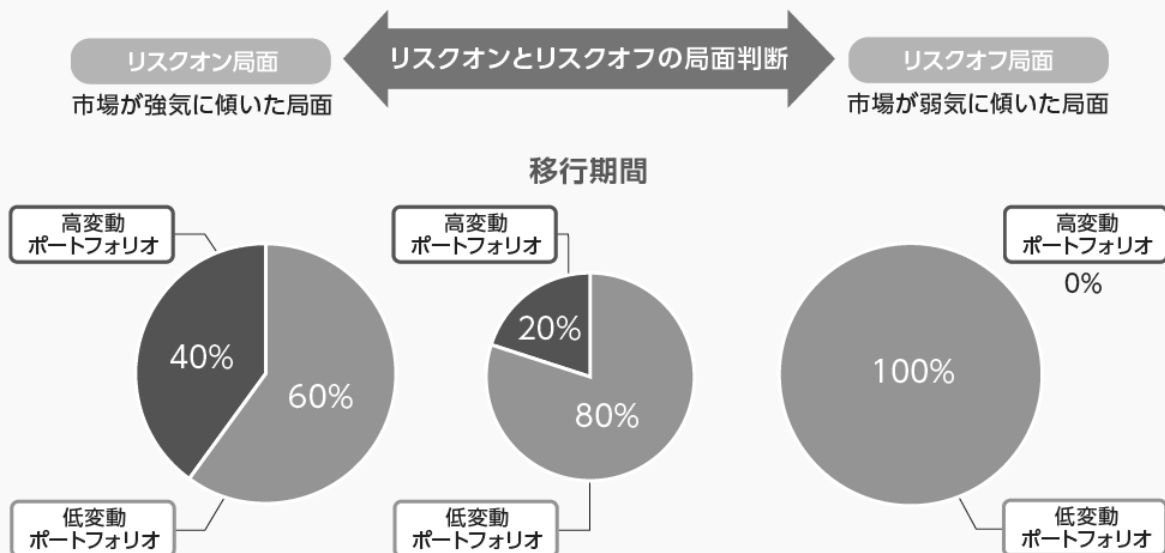 リスクオンとリスクオフの局面判断
リスクオン局面
市場が強気に傾いた局面
リスクオフ局面
市場が弱気に傾いた局面
移行期間
高変動
ポートフォリオ
40%
60%
低変動
ポートフォリオ
高変動
ポートフォリオ
20%
80%
低変動
ポートフォリオ
高変動
ポートフォリオ
0%
100%
低変動
ポートフォリオ